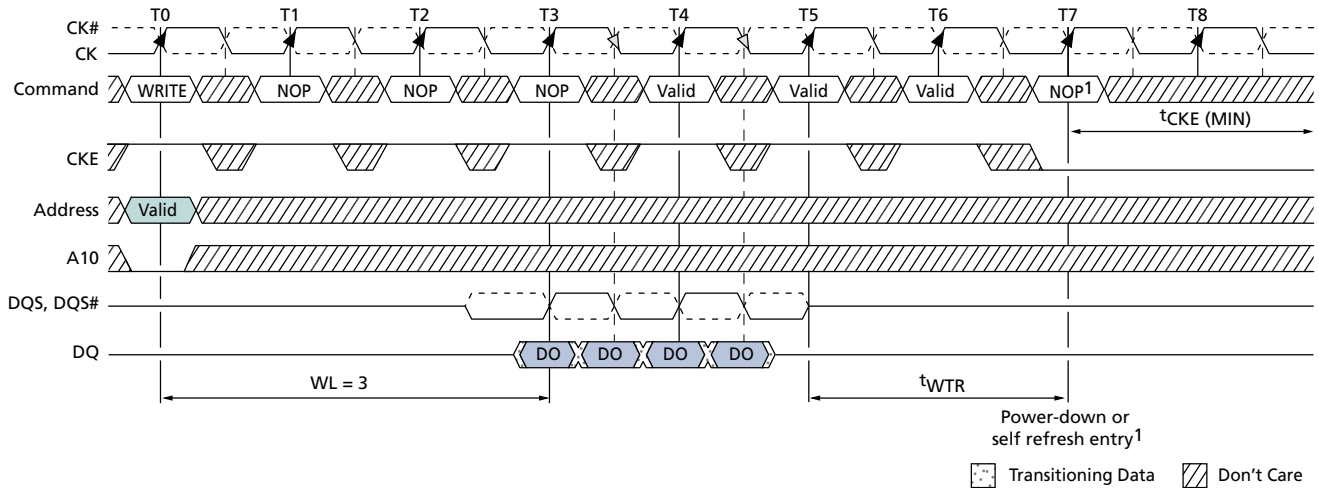 T0 T1 T2 T3 T4 T5 T6 T7 T8
CK#
CK
Command WRITE NOP NOP NOP Valid Valid Valid NOP1
tCKE (MIN)
CKE
Address Valid
A10
DQS, DQS#
DQ DO DO DO DO
WL = 3 tWTR
Power-down or
self refresh entry1
Transitioning Data Don't Care